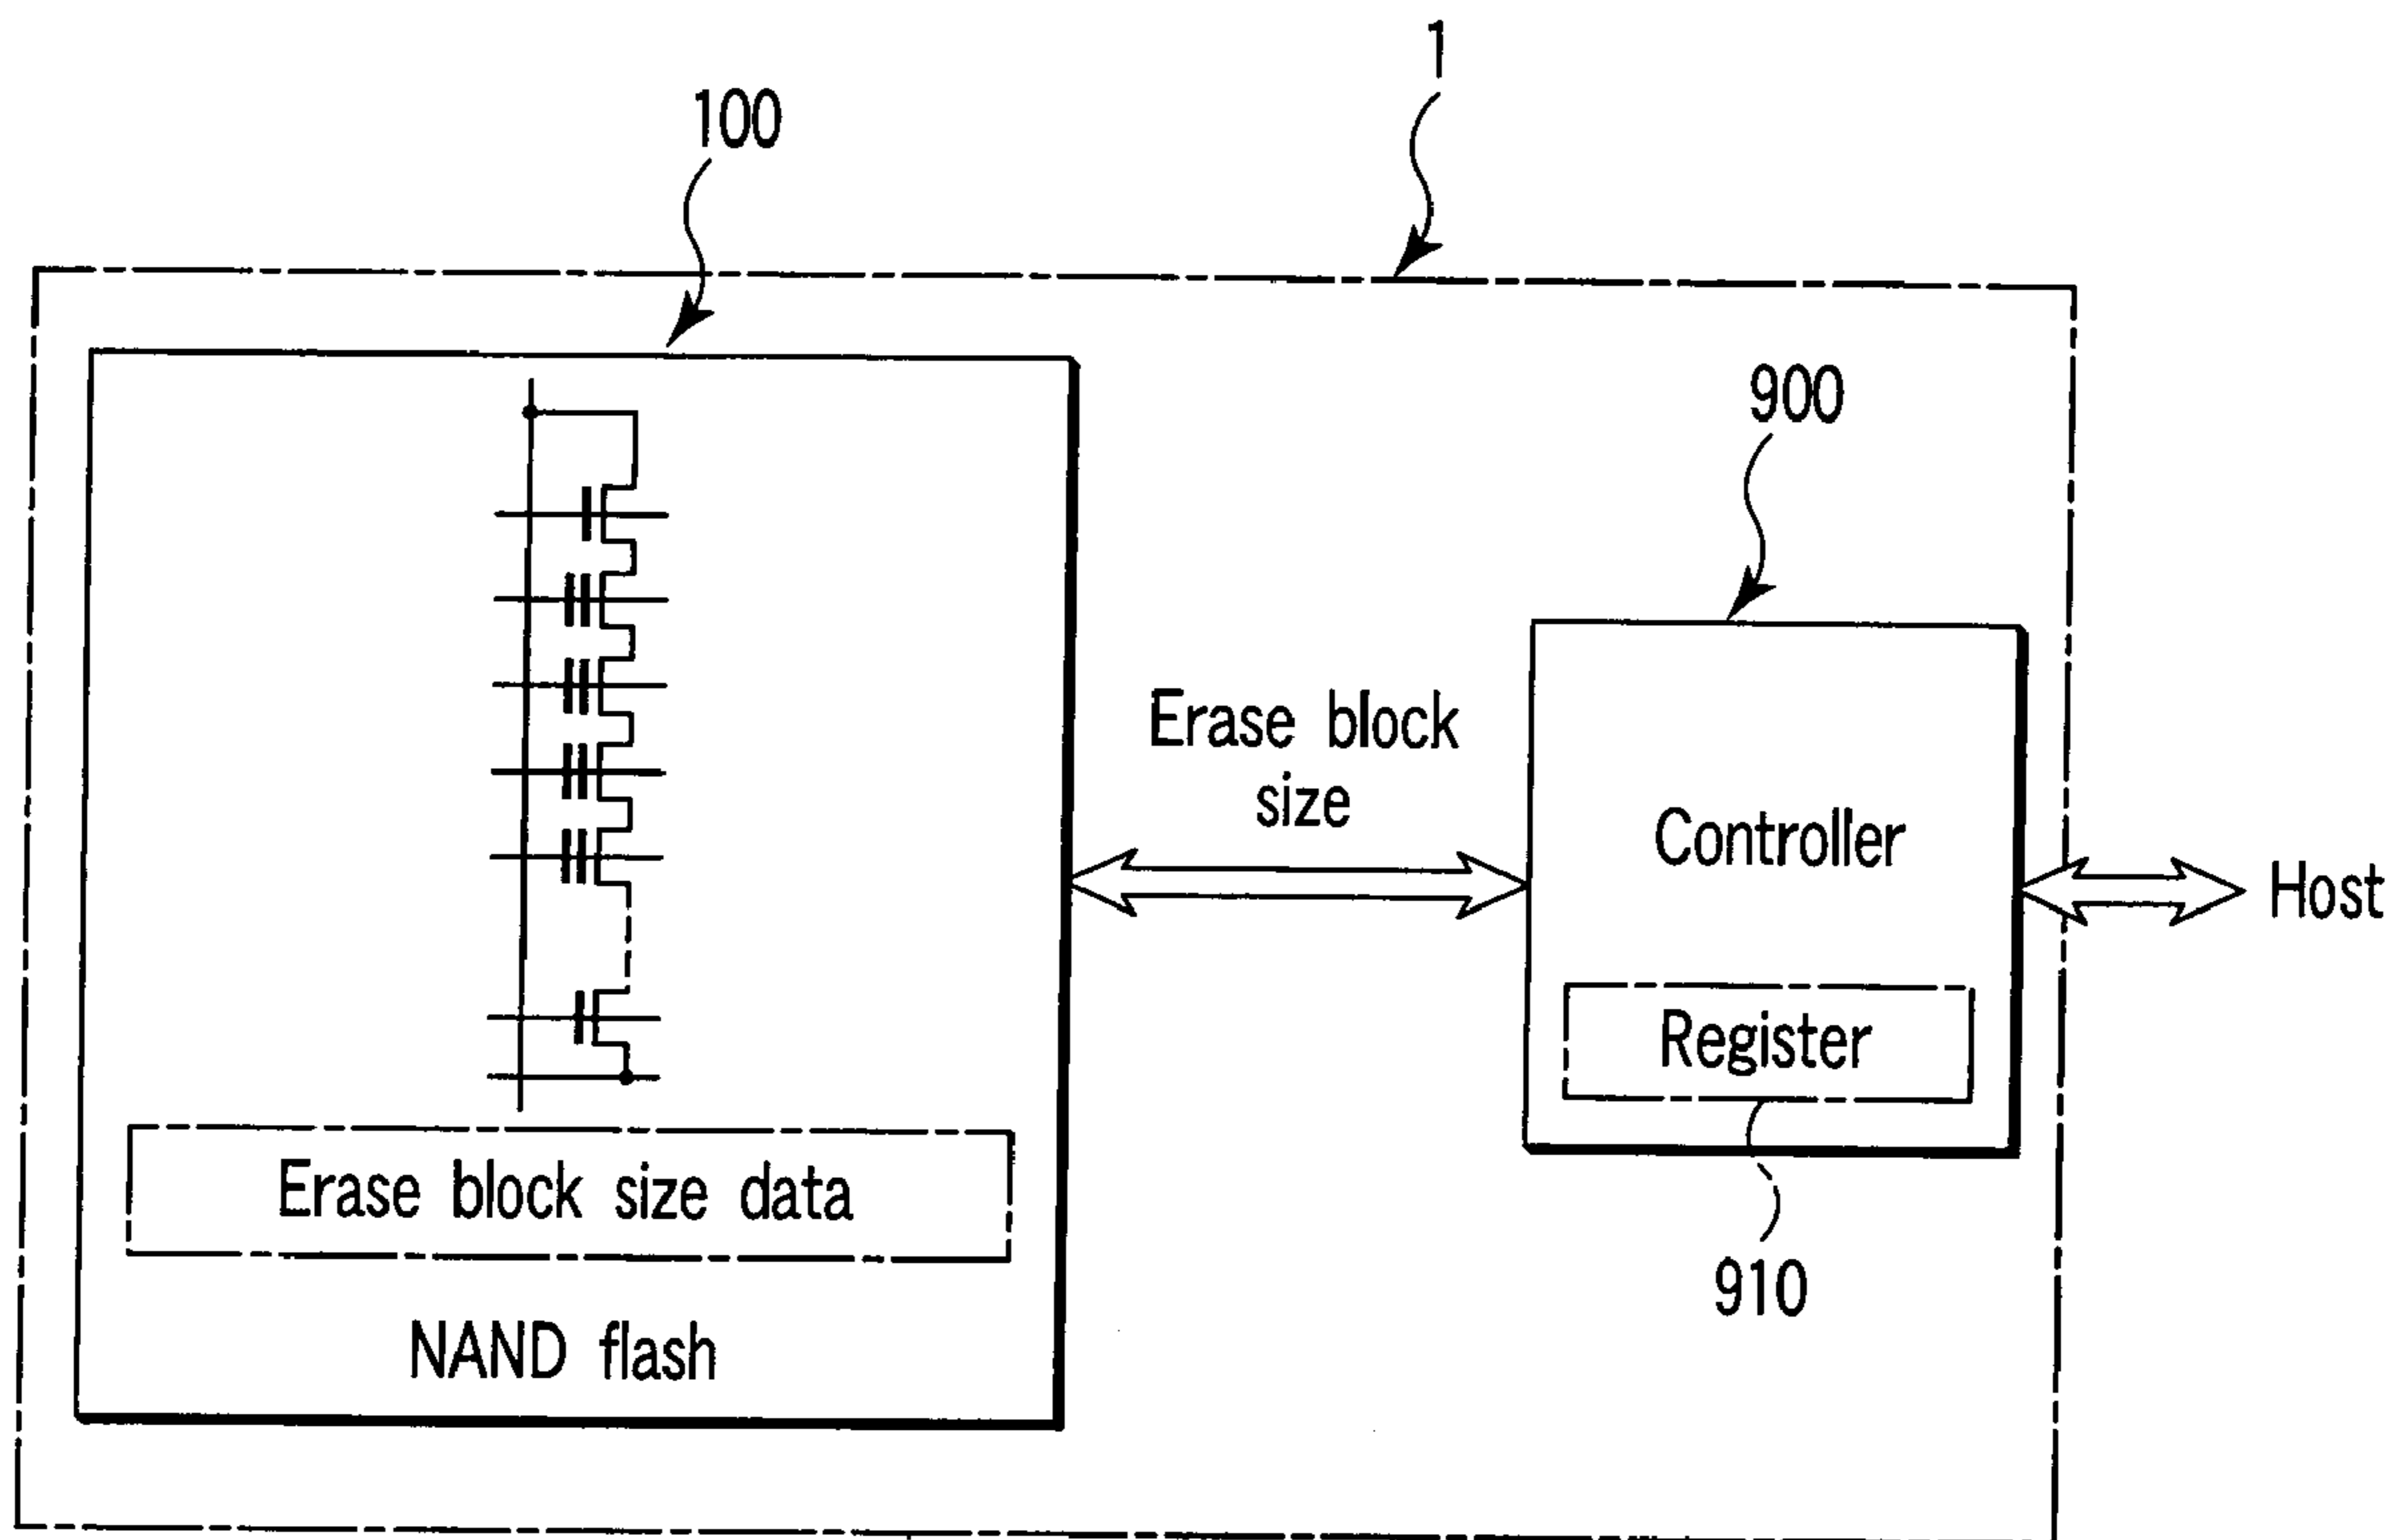 1
100
900
Erase block
size
Controller
Host
Register
Erase block size data
910
NAND flash